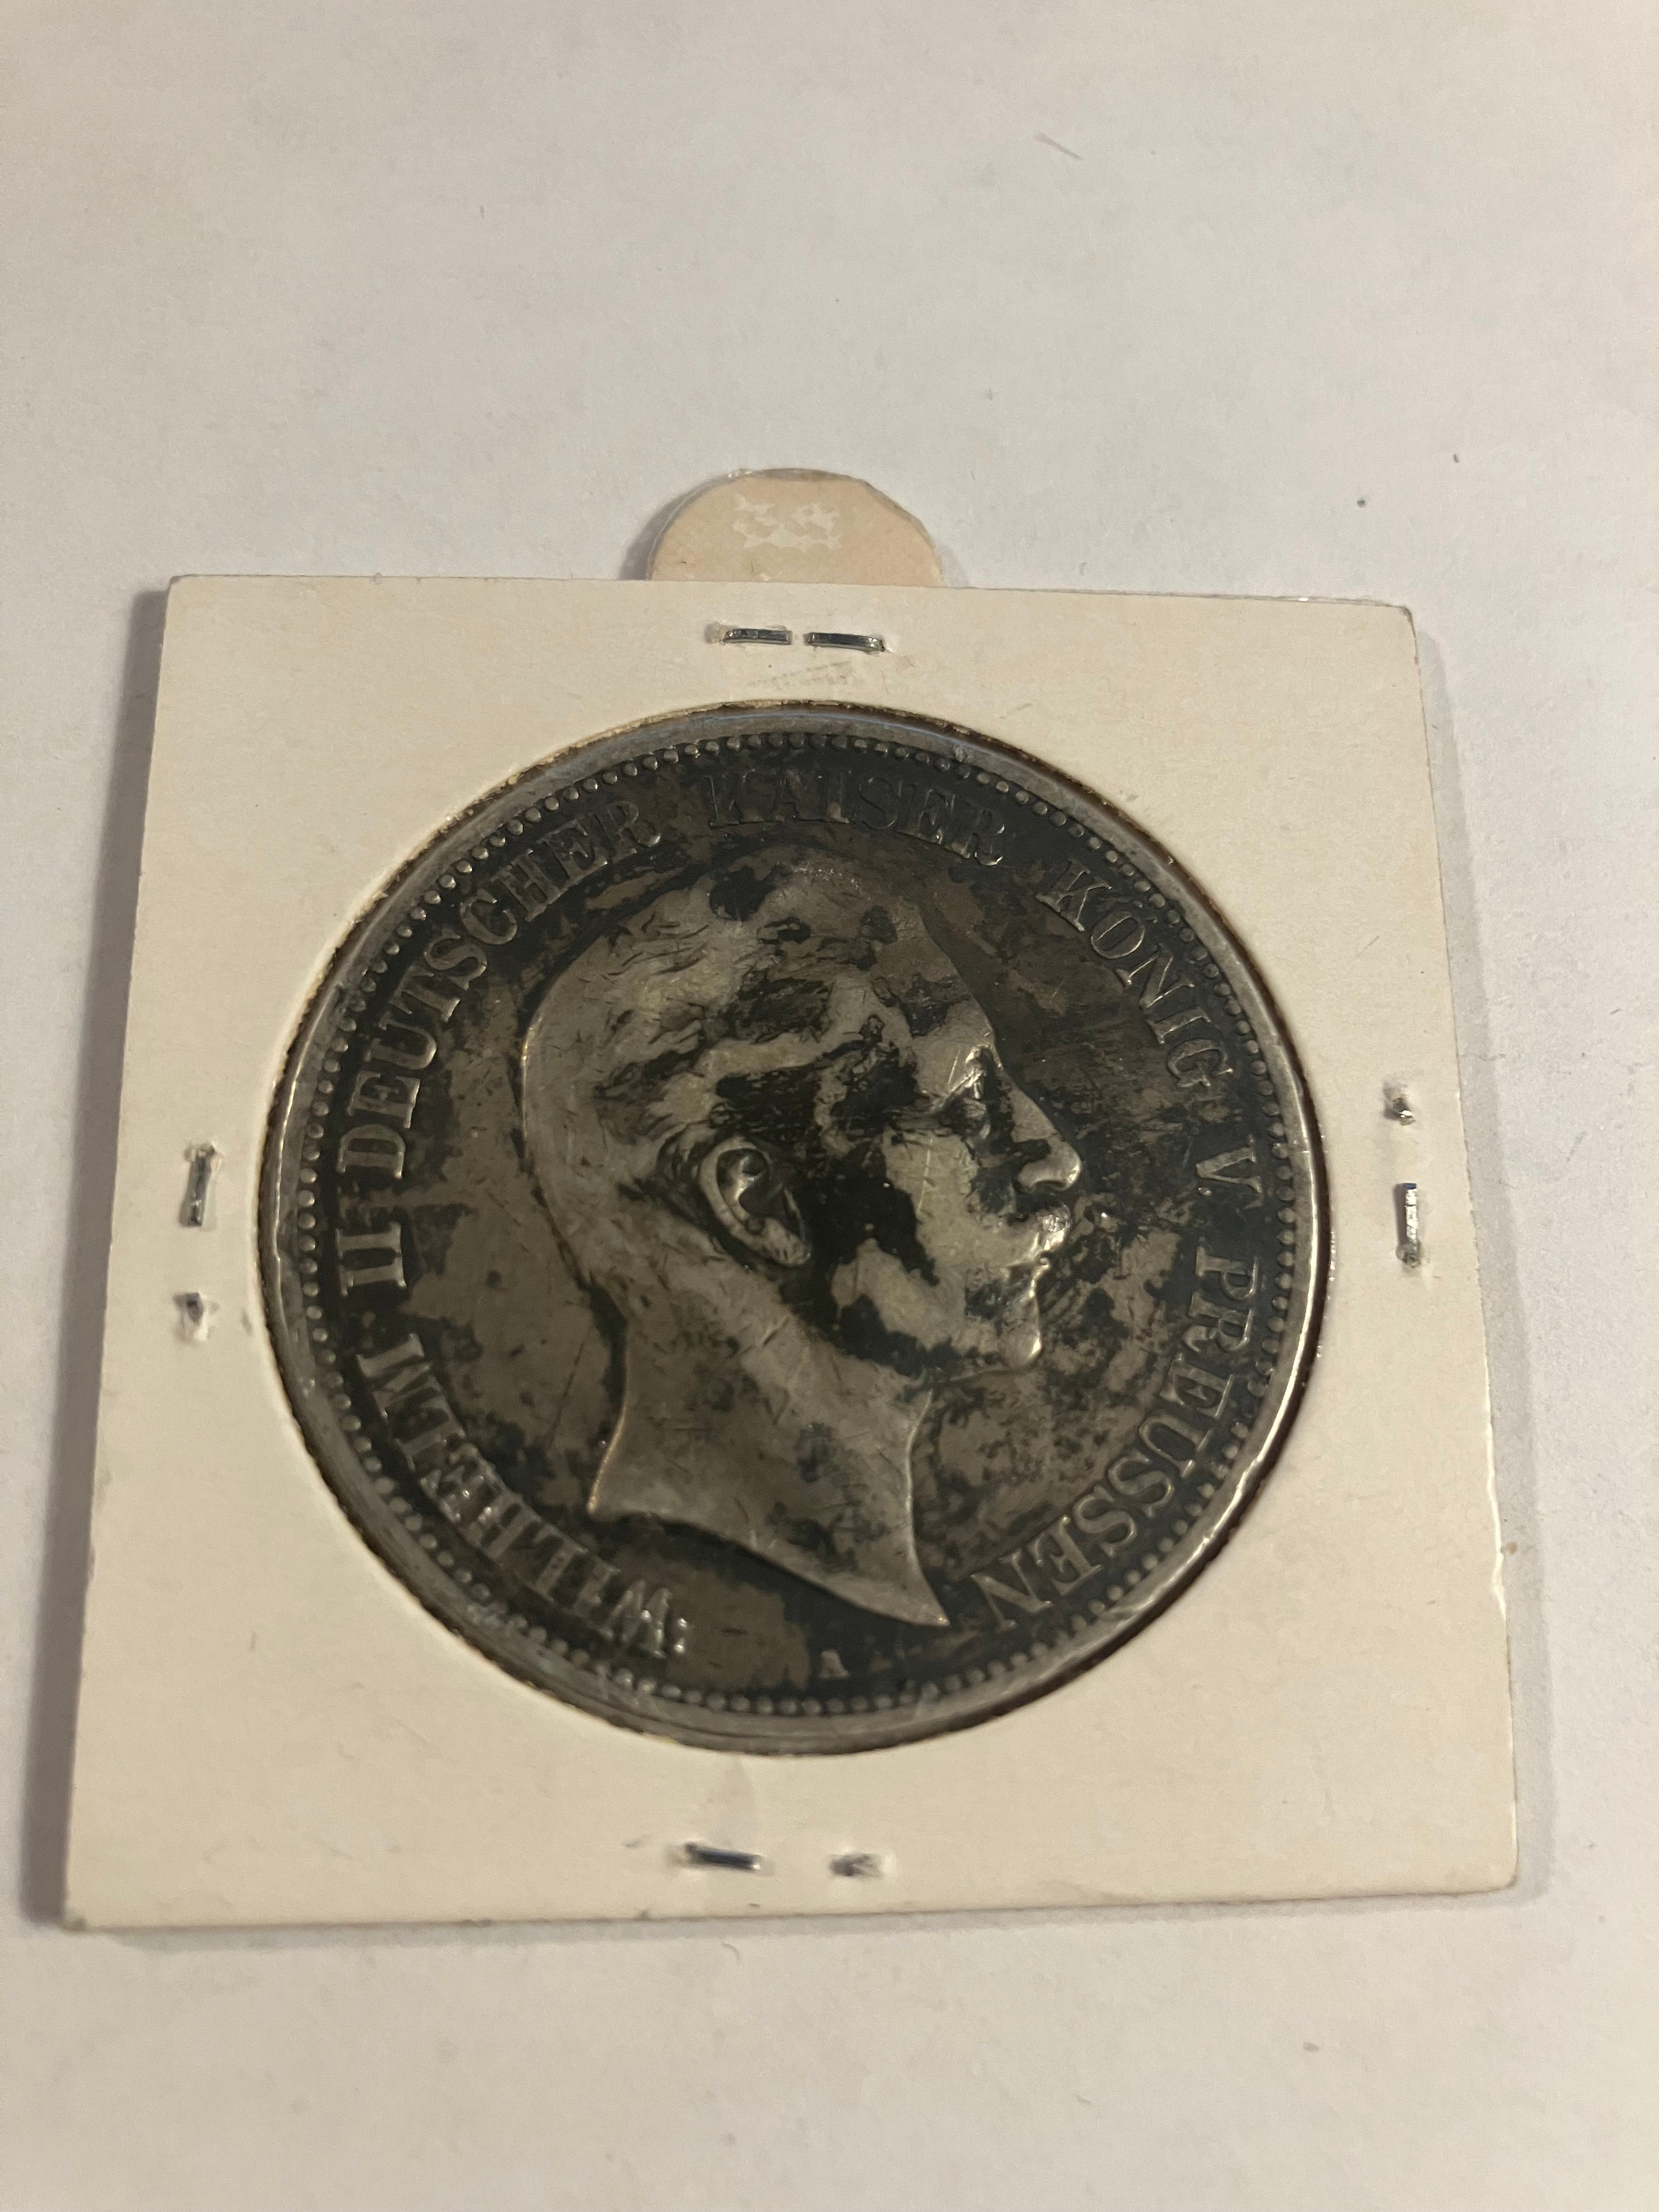 WILHELM II DEUTSCHER KAISER KÖNIG V. PREUSSEN
A